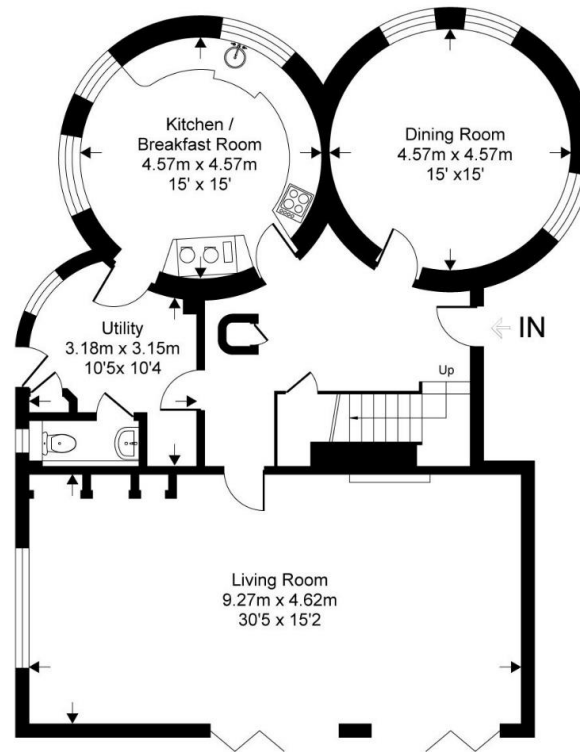 Kitchen /
Breakfast Room
4.57m x 4.57m
15' x 15'
Dining Room
4.57m x 4.57m
15' x15'
Utility
3.18m x 3.15m
10'5x 10'4
IN
Up
Living Room
9.27m x 4.62m
30'5 x 15'2